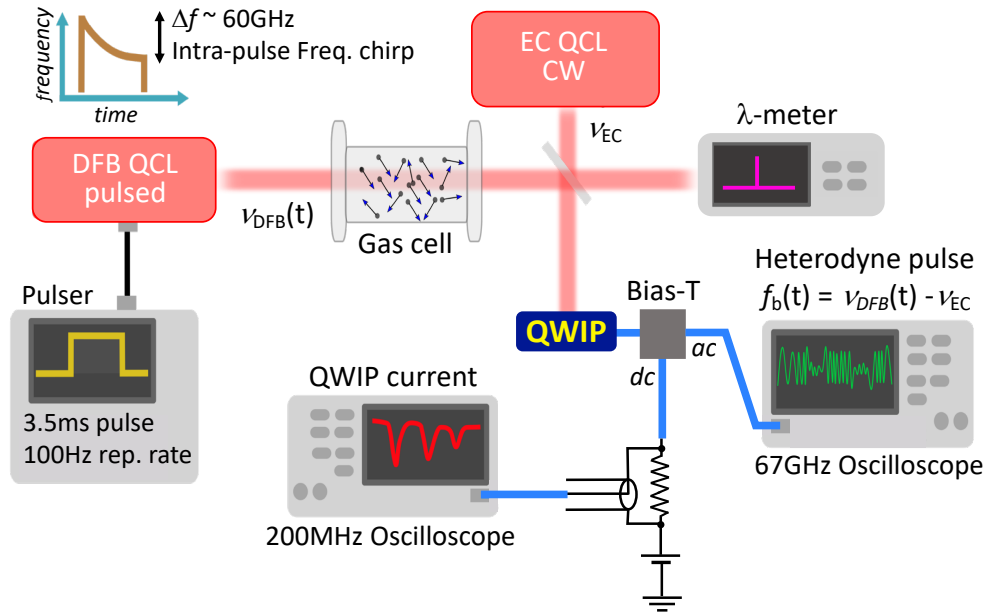 Δf ~ 60GHz
Intra-pulse Freq. chirp
frequency
time
EC QCL
CW
νEC
λ-meter
DFB QCL
pulsed
νDFB(t)
Gas cell
Pulser
3.5ms pulse
100Hz rep. rate
Heterodyne pulse
fb(t) = νDFB(t) - νEC
Bias-T
QWIP
ac
dc
QWIP current
200MHz Oscilloscope
67GHz Oscilloscope